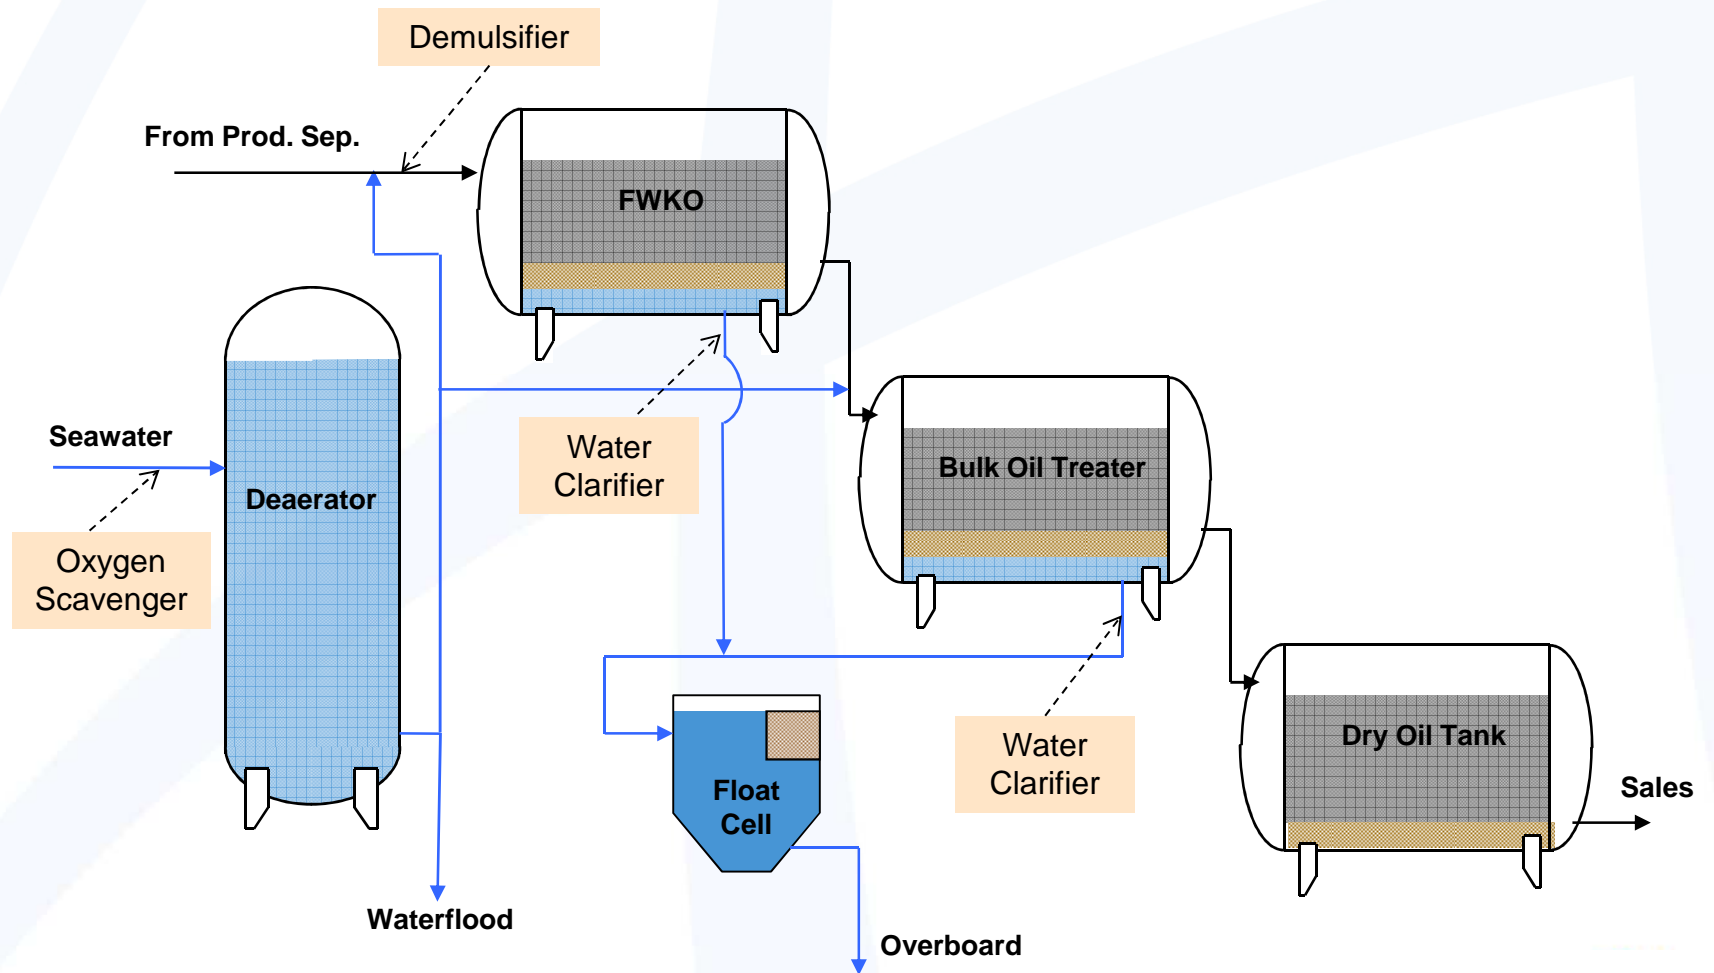 Demulsifier
From Prod. Sep.
FWKO
Seawater
Deaerator
Water
Clarifier
Bulk Oil Treater
Oxygen
Scavenger
Water
Clarifier
Dry Oil Tank
Float
Cell
Sales
Waterflood
Overboard